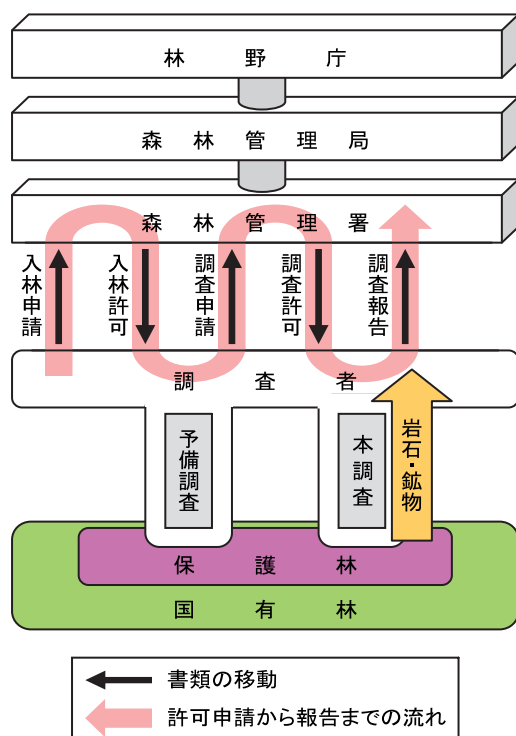 林野庁
森林管理局
森林管理署
入林申請
入林許可
調査申請
調査許可
調査報告
調査者
予備調査
本調査
岩石・鉱物
保護林
国有林
書類の移動
許可申請から報告までの流れ